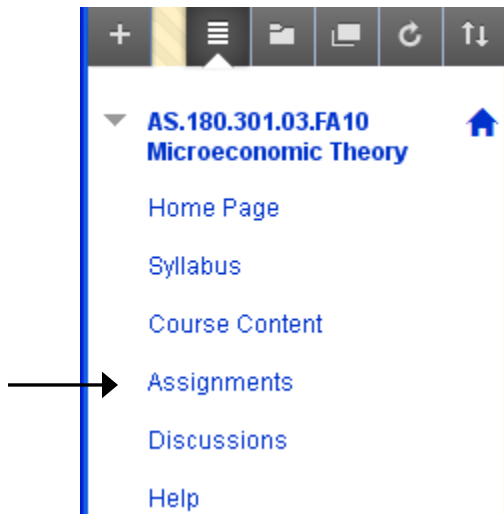 AS.180.301.03.FA10
Microeconomic Theory
Home Page
Syllabus
Course Content
Assignments
Discussions
Help